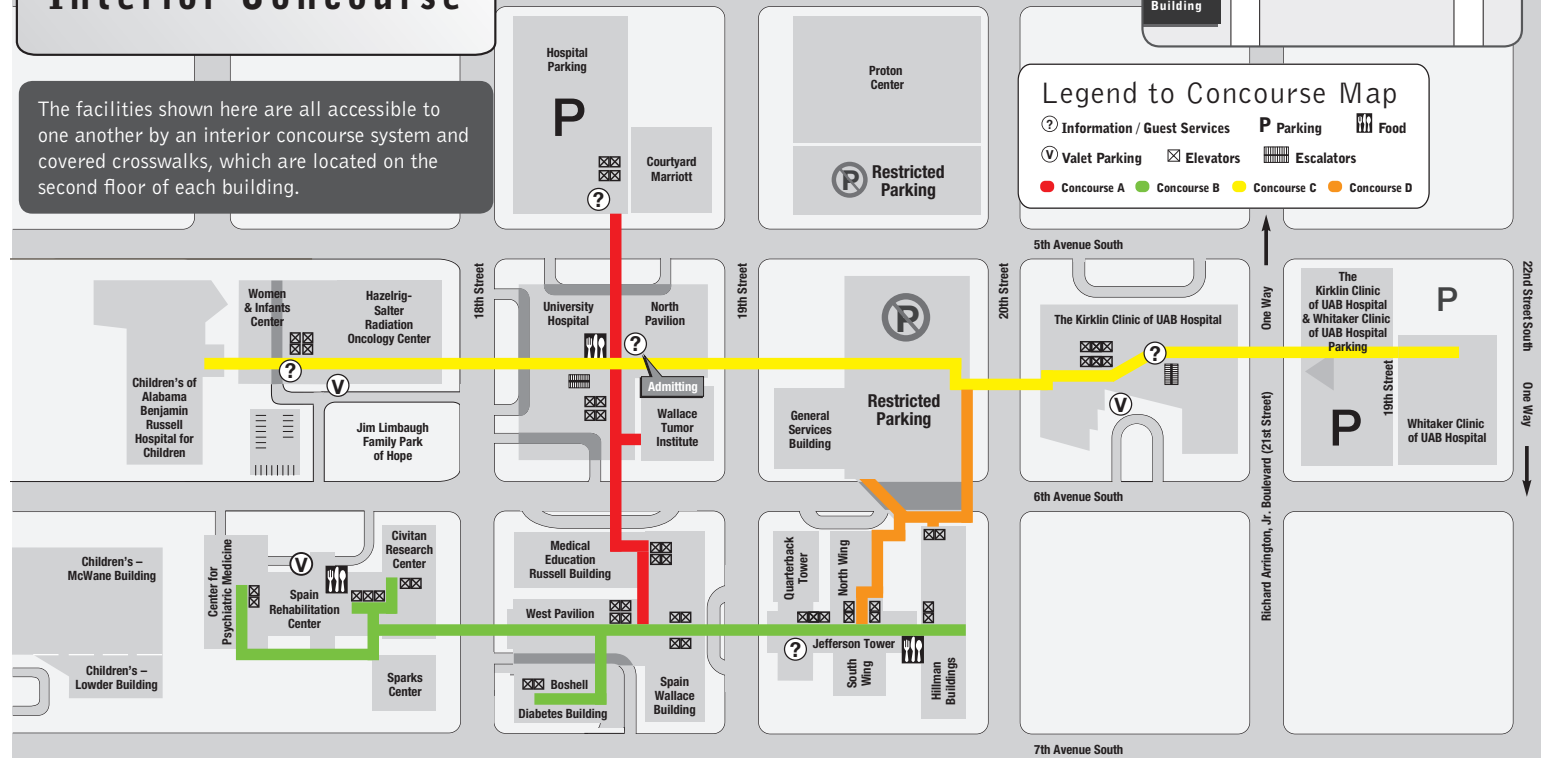 Interior Concourse
Building
The facilities shown here are all accessible to
one another by an interior concourse system and
covered crosswalks, which are located on the
second floor of each building.
Legend to Concourse Map
? Information / Guest Services
P Parking
Food
V Valet Parking
Elevators
Escalators
Concourse A
Concourse B
Concourse C
Concourse D
Hospital
Parking
P
Courtyard
Marriott
?
Proton
Center
P
Restricted
Parking
5th Avenue South
18th Street
19th Street
20th Street
One Way
22nd Street South
One Way
Women
& Infants
Center
Hazelrig-
Salter
Radiation
Oncology Center
?
V
Children's of
Alabama
Benjamin
Russell
Hospital for
Children
Jim Limbaugh
Family Park
of Hope
University
Hospital
North
Pavilion
?
Admitting
Wallace
Tumor
Institute
P
Restricted
Parking
General
Services
Building
The Kirklin Clinic of UAB Hospital
?
V
The
Kirklin Clinic
of UAB Hospital
& Whitaker Clinic
of UAB Hospital
Parking
P
19th Street
P
Whitaker Clinic
of UAB Hospital
Richard Arrington, Jr. Boulevard (21st Street)
6th Avenue South
Children's –
McWane Building
Children's –
Lowder Building
Center for
Psychiatric Medicine
V
Spain
Rehabilitation
Center
Civitan
Research
Center
Sparks
Center
Medical
Education
Russell Building
West Pavilion
Boshell
Diabetes Building
Spain
Wallace
Building
Quarterback
Tower
North Wing
?
Jefferson Tower
South
Wing
Hillman
Buildings
7th Avenue South